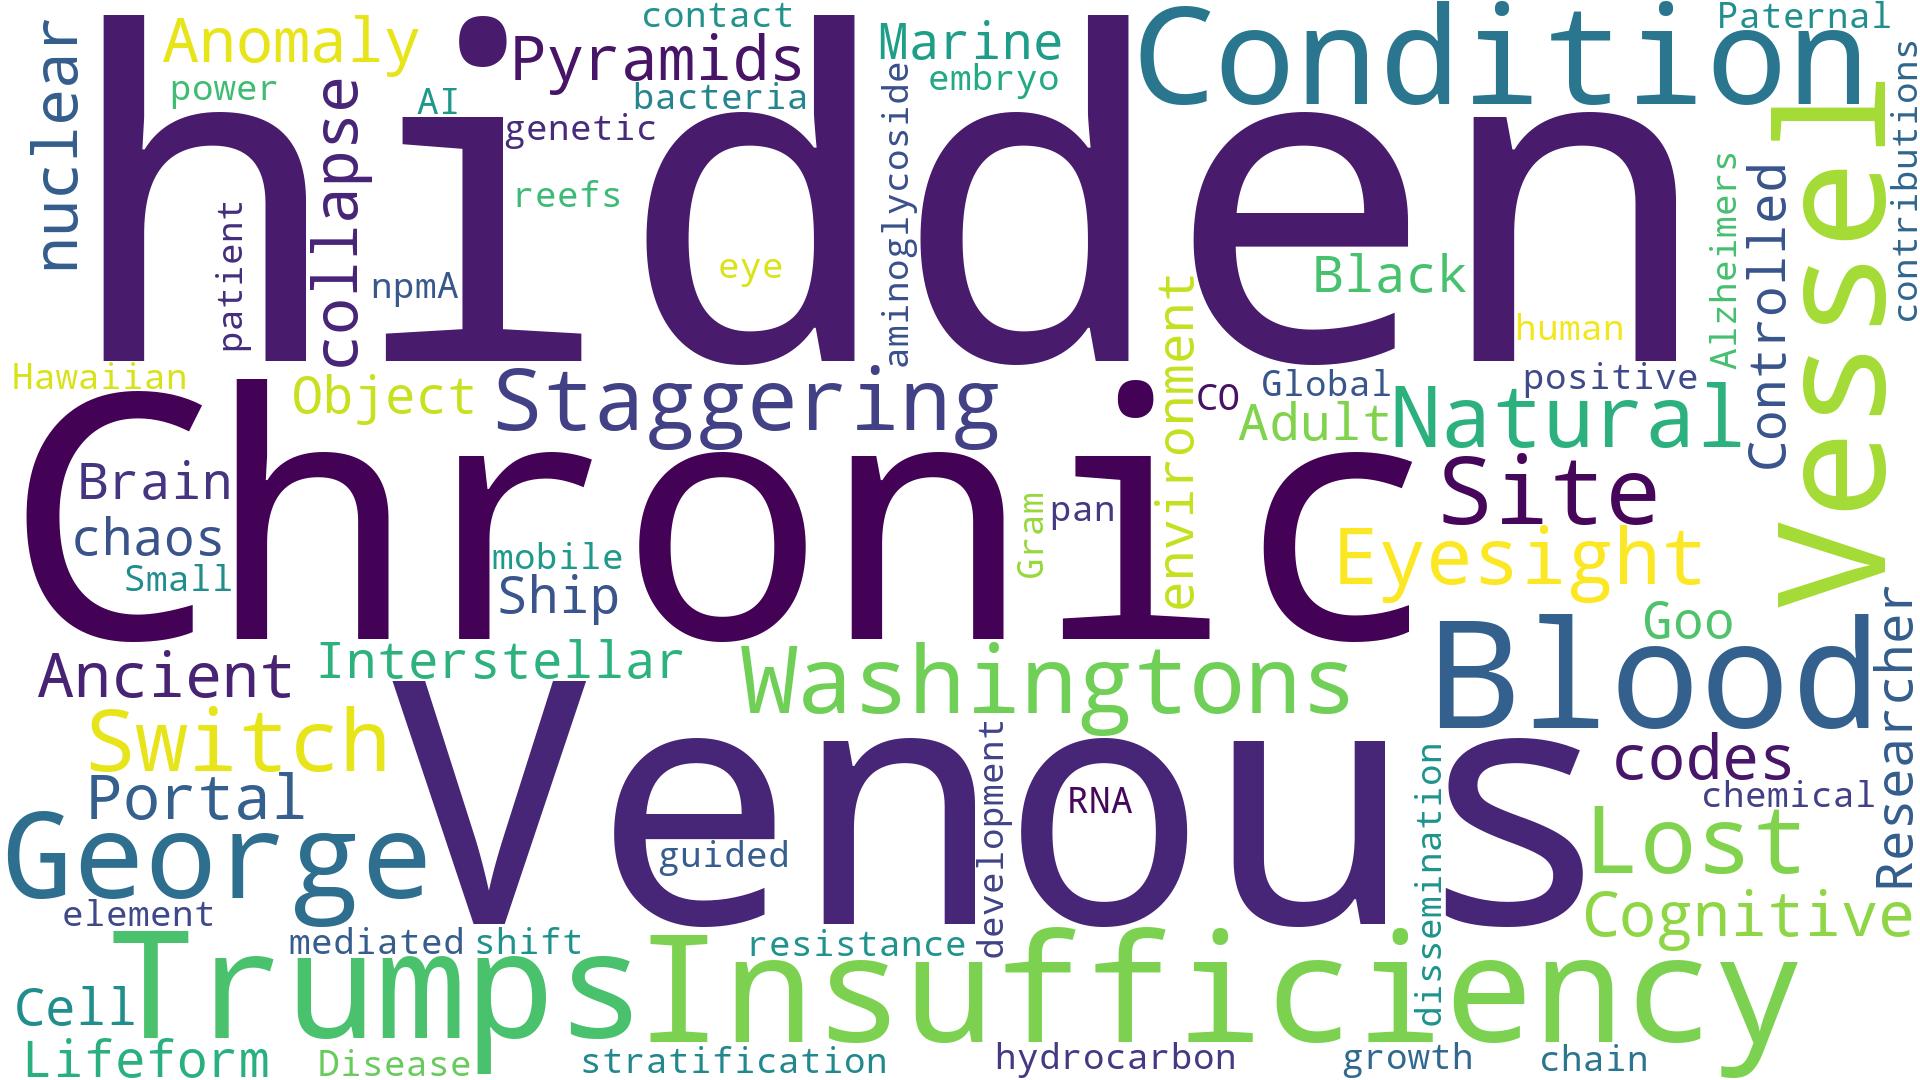 contact
Paternal
nuclear
Anomaly
Pyramids
Marine
Condition
power
AI
bacteria
embryo
contributions
hidden
collapse
genetic
aminoglycoside
vessel
patient
reefs
Alzheimers
Controlled
npmA
eye
Black
human
environment
Hawaiian
Object
Staggering
CO
Global
positive
Adult
Natural
Chronic
Brain
Site
chaos
Small
mobile
Ship
Gram
pan
Eyesight
Goo
Researcher
Ancient
Interstellar
Washingtons
Blood
Switch
Venous
codes
Portal
development
RNA
dissemination
chemical
George
guided
Lost
element
Cognitive
mediated
shift
resistance
Trumps
Insufficiency
Cell
Lifeform
Disease
stratification
hydrocarbon
growth
chain